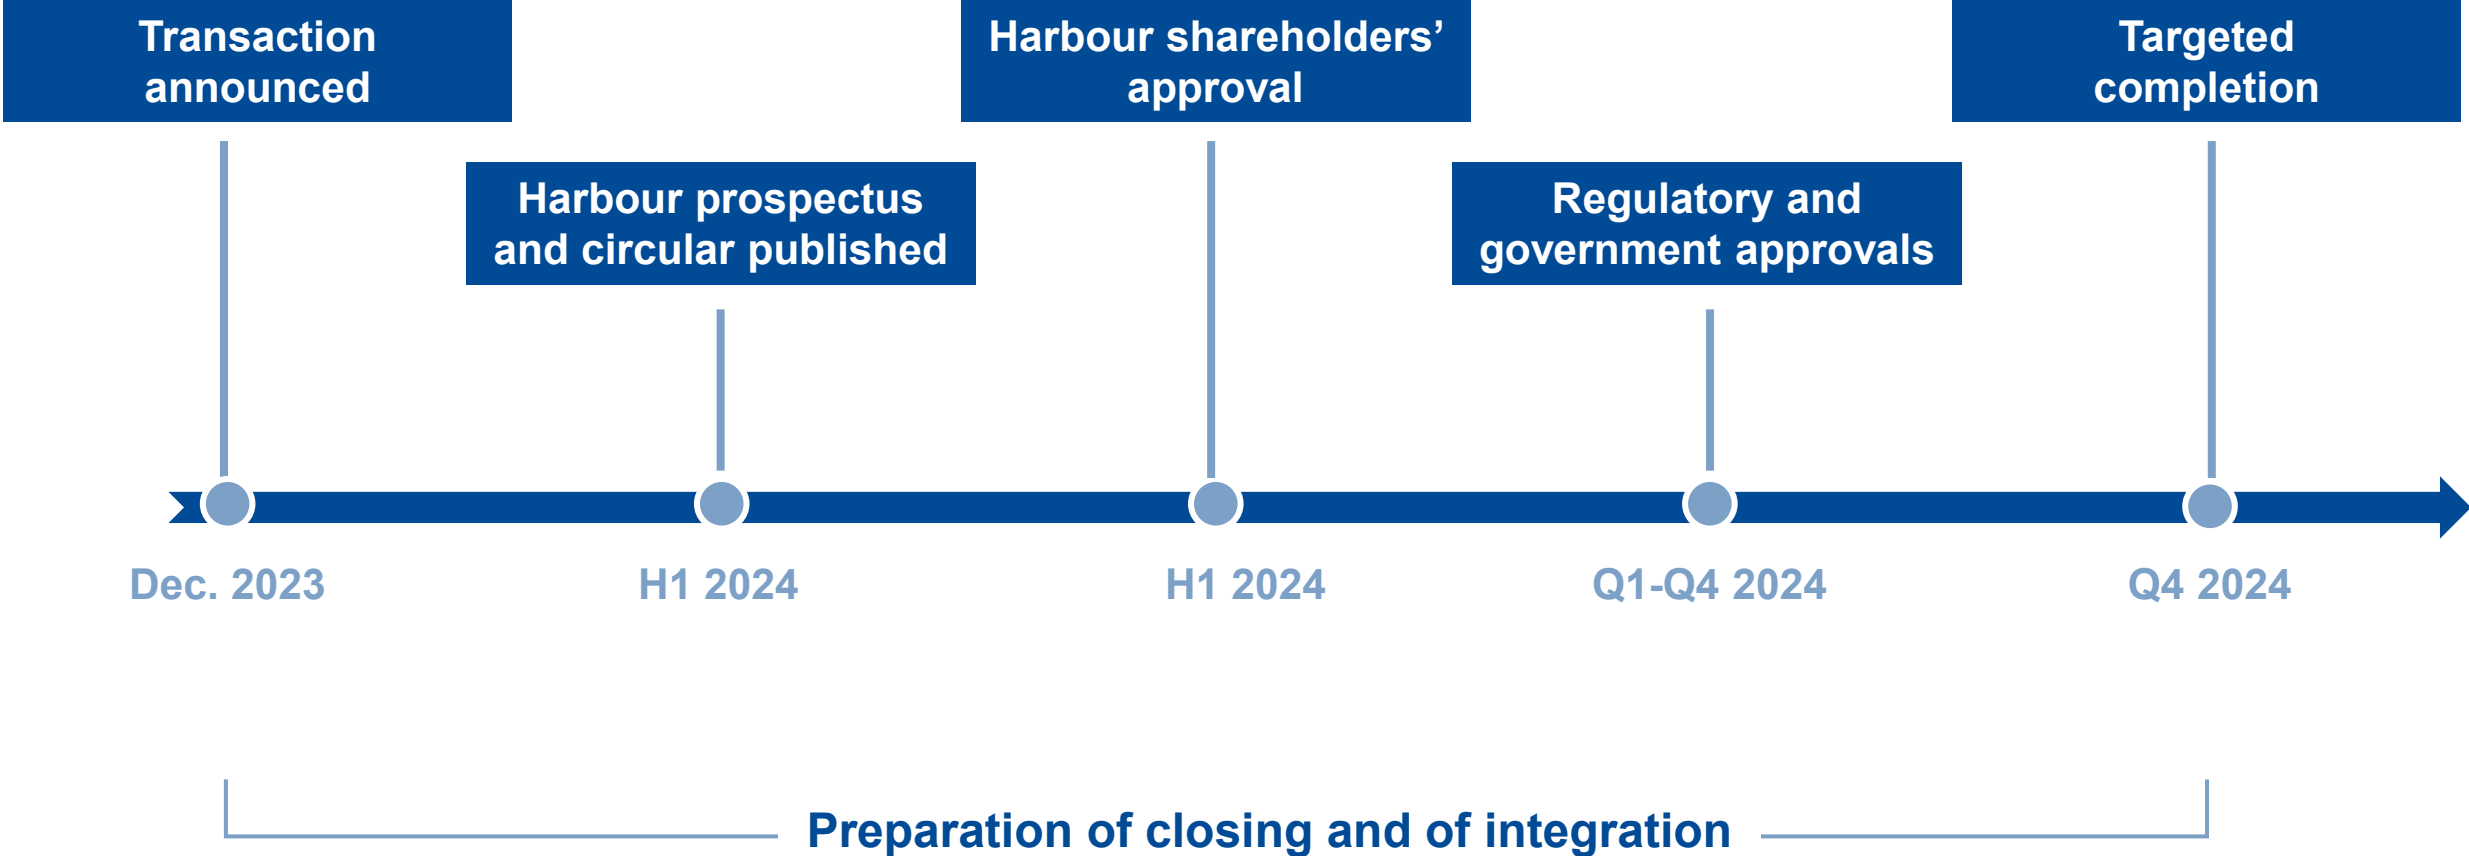 Transaction
announced
Harbour shareholders’
approval
Targeted
completion
Harbour prospectus
and circular published
Regulatory and
government approvals
Dec. 2023
H1 2024
H1 2024
Q1-Q4 2024
Q4 2024
Preparation of closing and of integration